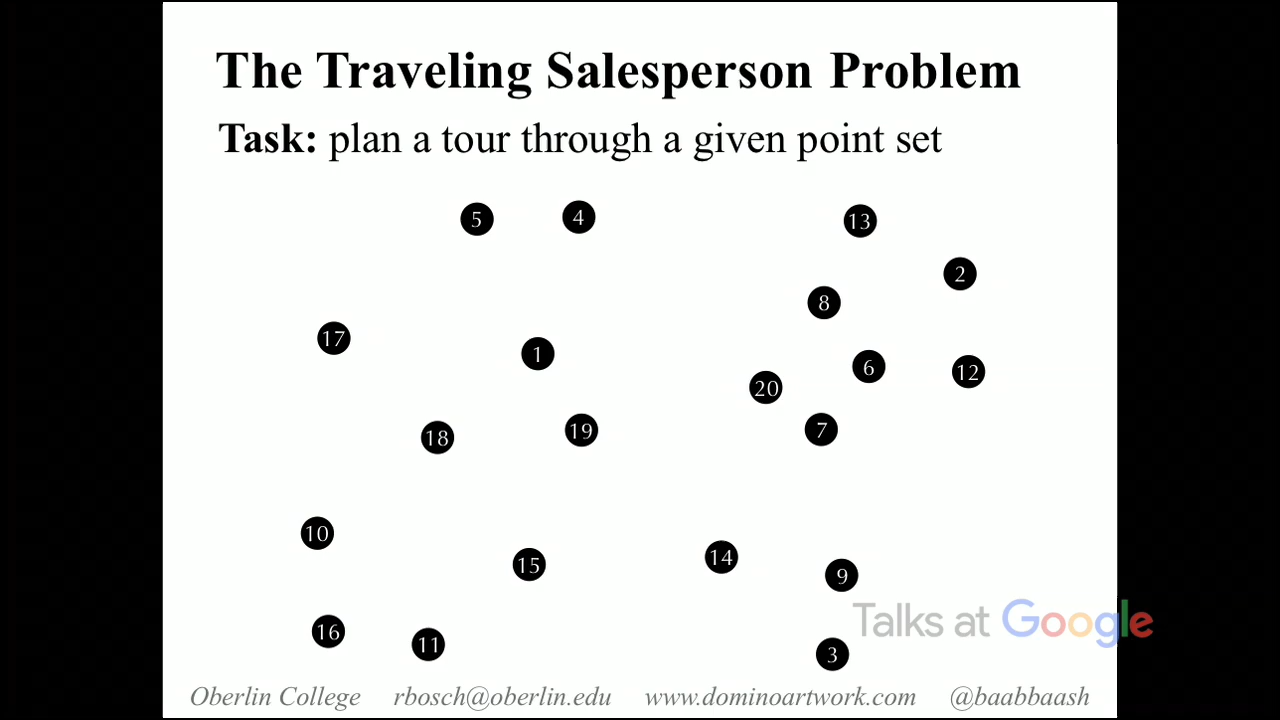 The Traveling Salesperson Problem
Task: plan a tour through a given point set
5 4 13
2
8
17 1
6 12
20
18 19 7
10
15 14 9
Talks at Google
16 11 3
Oberlin College rbosch@oberlin.edu www.dominoartwork.com @baabbaash